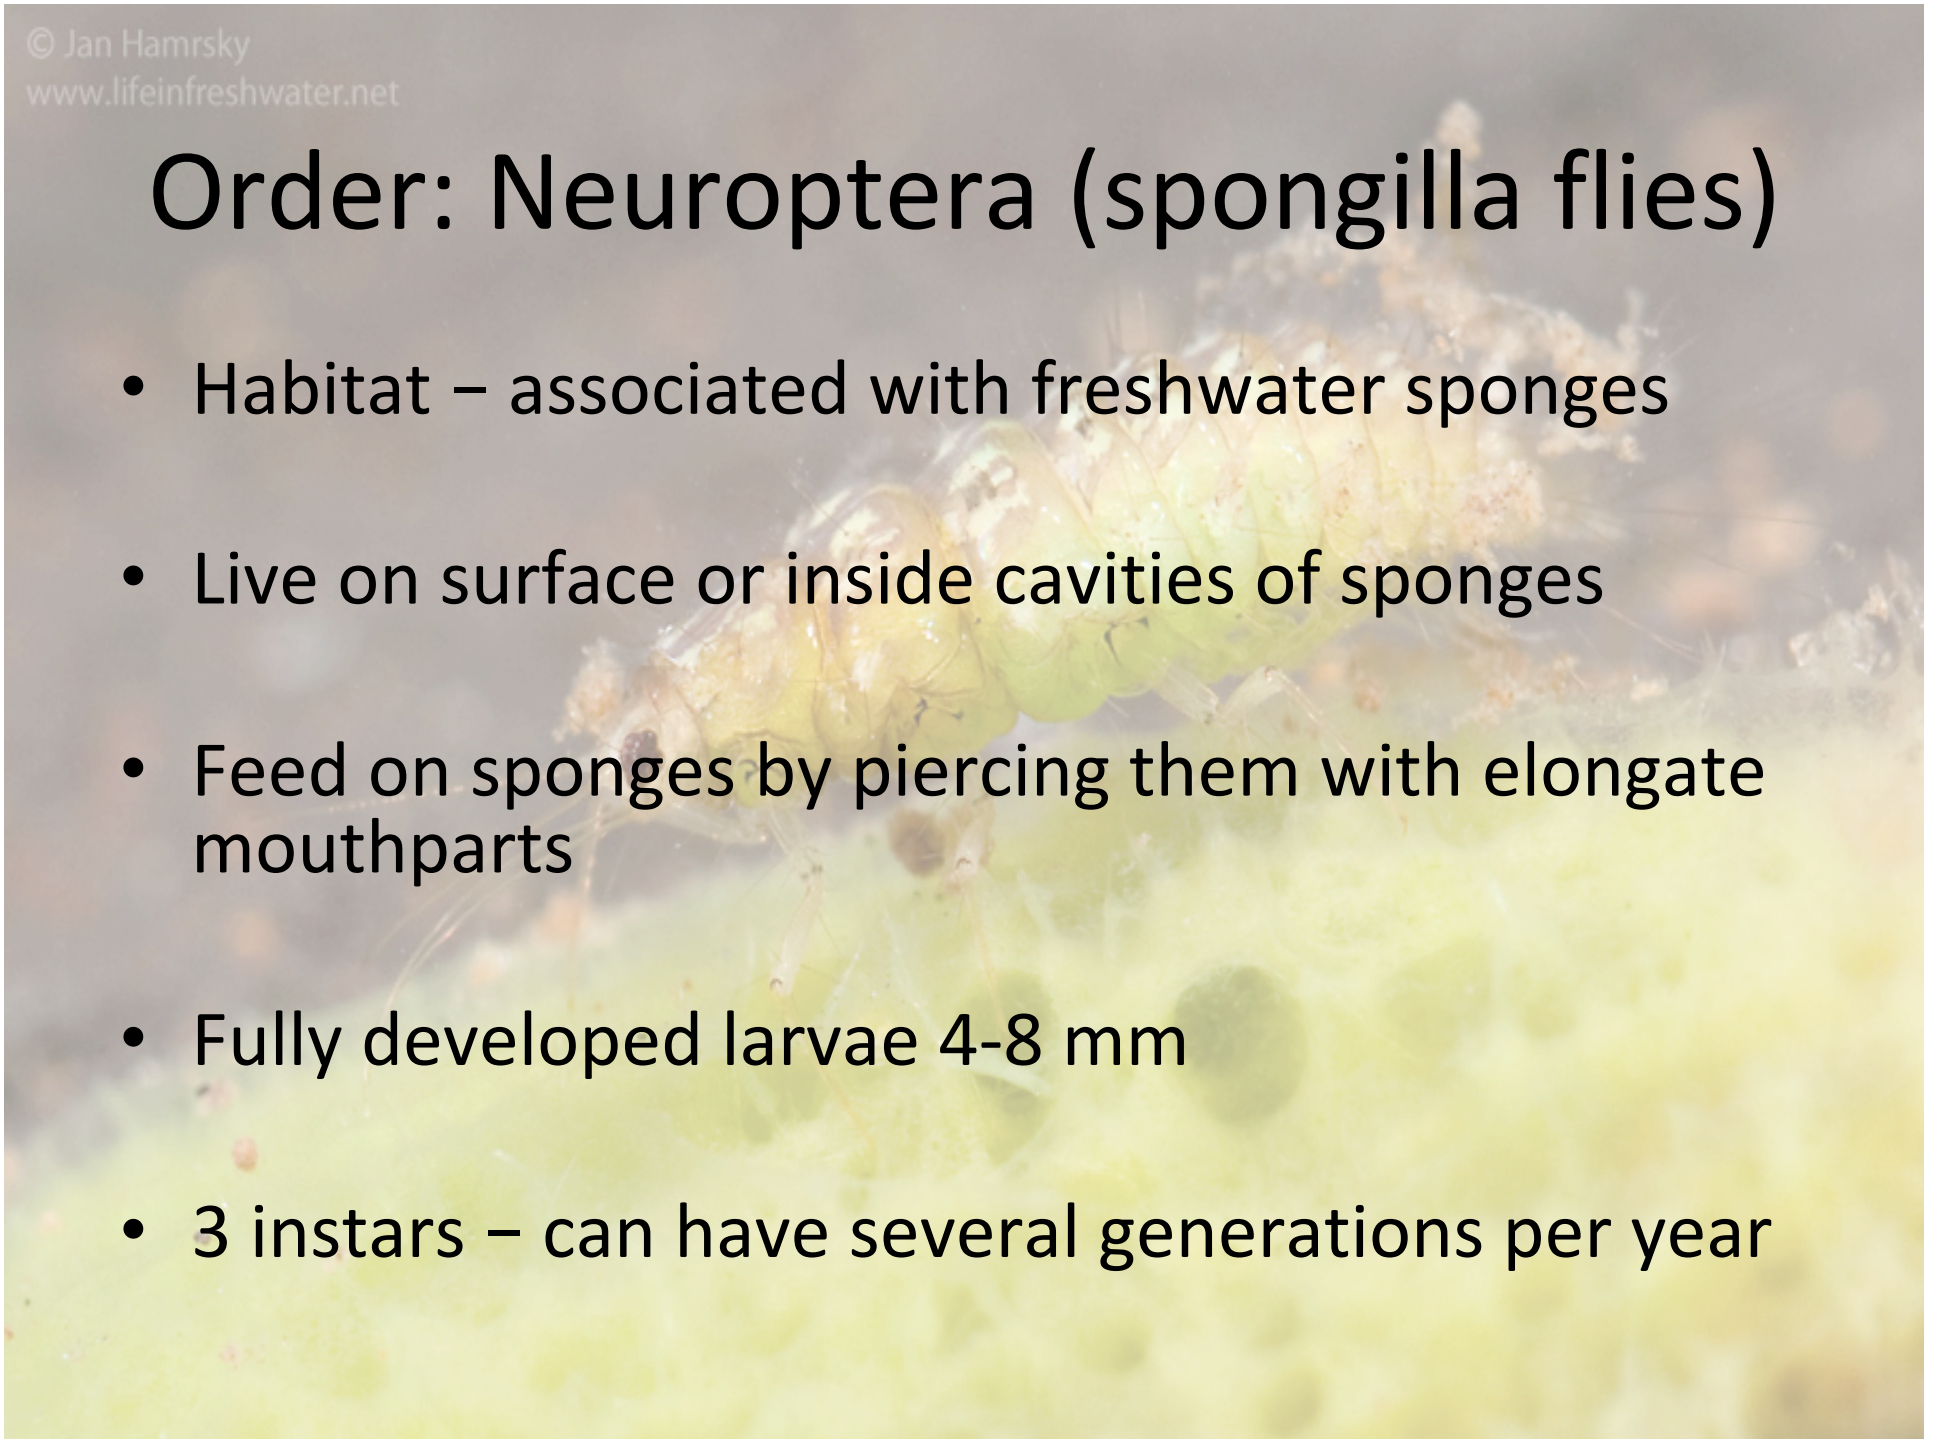 © Jan Hamrsky
www.lifeinfreshwater.net
Order: Neuroptera (spongilla flies)
• Habitat – associated with freshwater sponges
• Live on surface or inside cavities of sponges
• Feed on sponges by piercing them with elongate
mouthparts
• Fully developed larvae 4-8 mm
• 3 instars – can have several generations per year